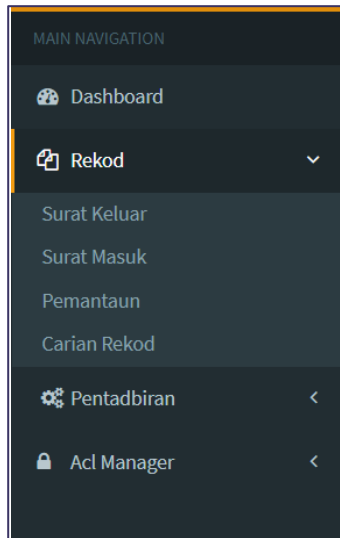 MAIN NAVIGATION
Dashboard
Rekod
Surat Keluar
Surat Masuk
Pemantaun
Carian Rekod
Pentadbiran
Acl Manager